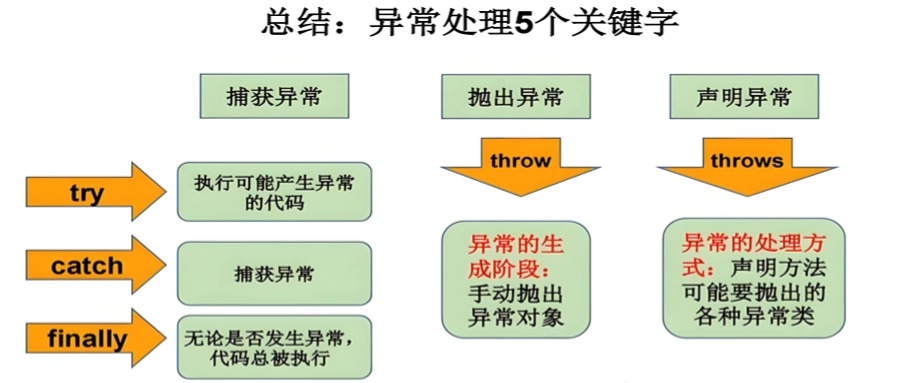 总结：异常处理5个关键字
捕获异常
抛出异常
声明异常
throw
throws
try
执行可能产生异常
的代码
catch
捕获异常
finally
无论是否发生异常，
代码总被执行
异常的生
成阶段：
手动抛出
异常对象
异常的处理方
式：声明方法
可能要抛出的
各种异常类